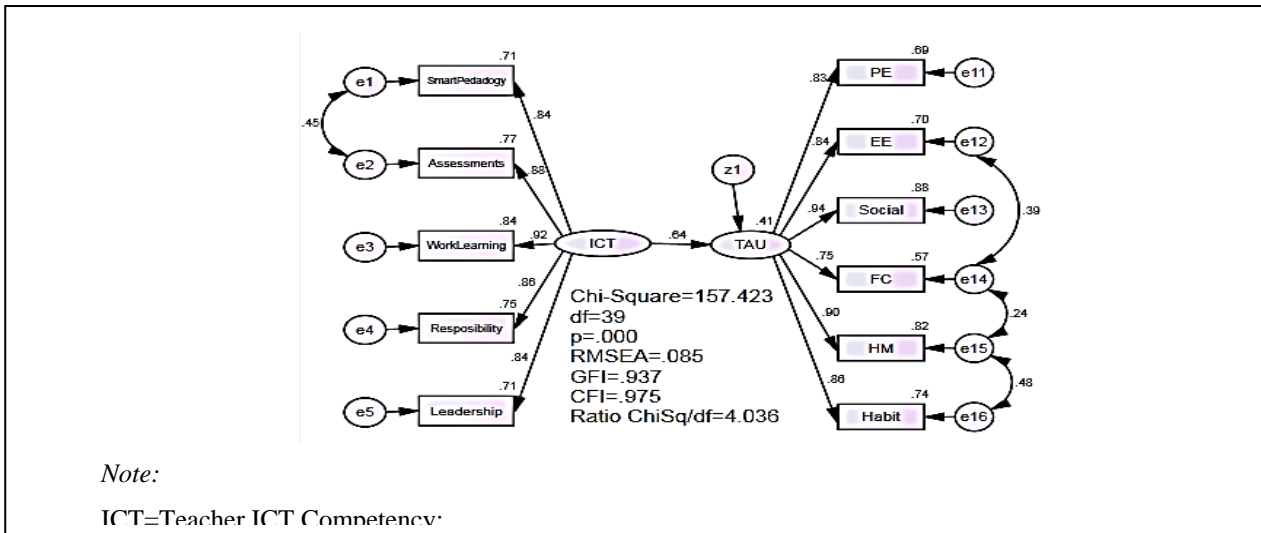 .71
.69
e1
SmartPedadogy
PE
e11
.83
.84
.45
.77
.70
e2
Assessments
.88
.84
EE
e12
z1
.84
.88
.94
.41
Social
e13
.39
e3
WorkLearning
.92
ICT
.64
TAU
.75
.57
.86
FC
e14
.75
e4
Resposibility
.84
.90
.24
.82
HM
e15
.86
.48
.71
.74
e5
Leadership
Habit
e16
Chi-Square=157.423
df=39
p=.000
RMSEA=.085
GFI=.937
CFI=.975
Ratio ChiSq/df=4.036
Note:
ICT=Teacher ICT Competency;